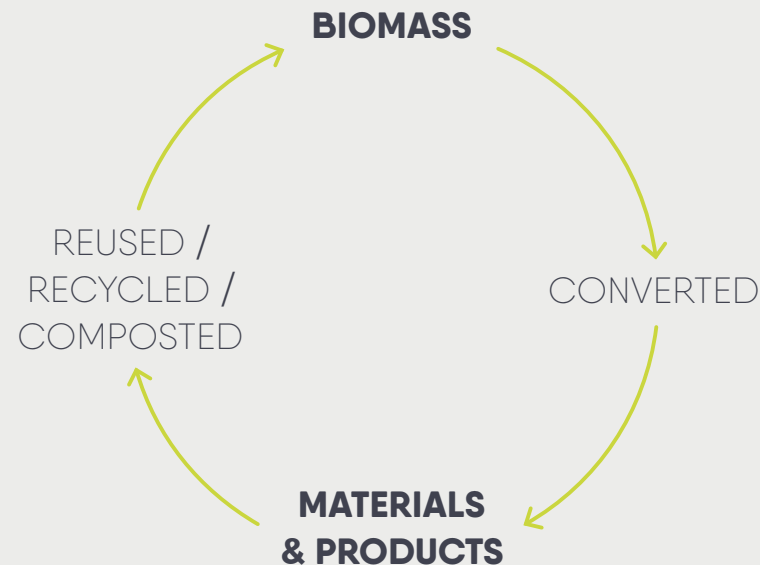 BIOMASS
CONVERTED
MATERIALS
& PRODUCTS
REUSED /
RECYCLED /
COMPOSTED